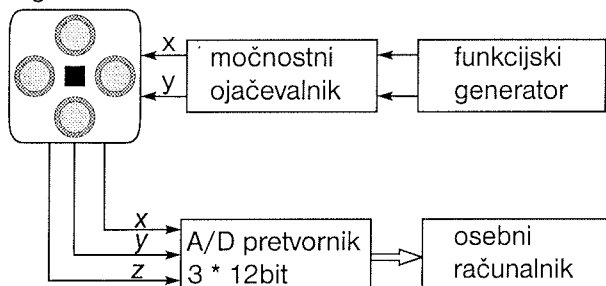 x
y
močnostni
ojačevalnik
funkcijski
generator
x
y
z
A/D pretvornik
3 * 12bit
osebni
računalnik